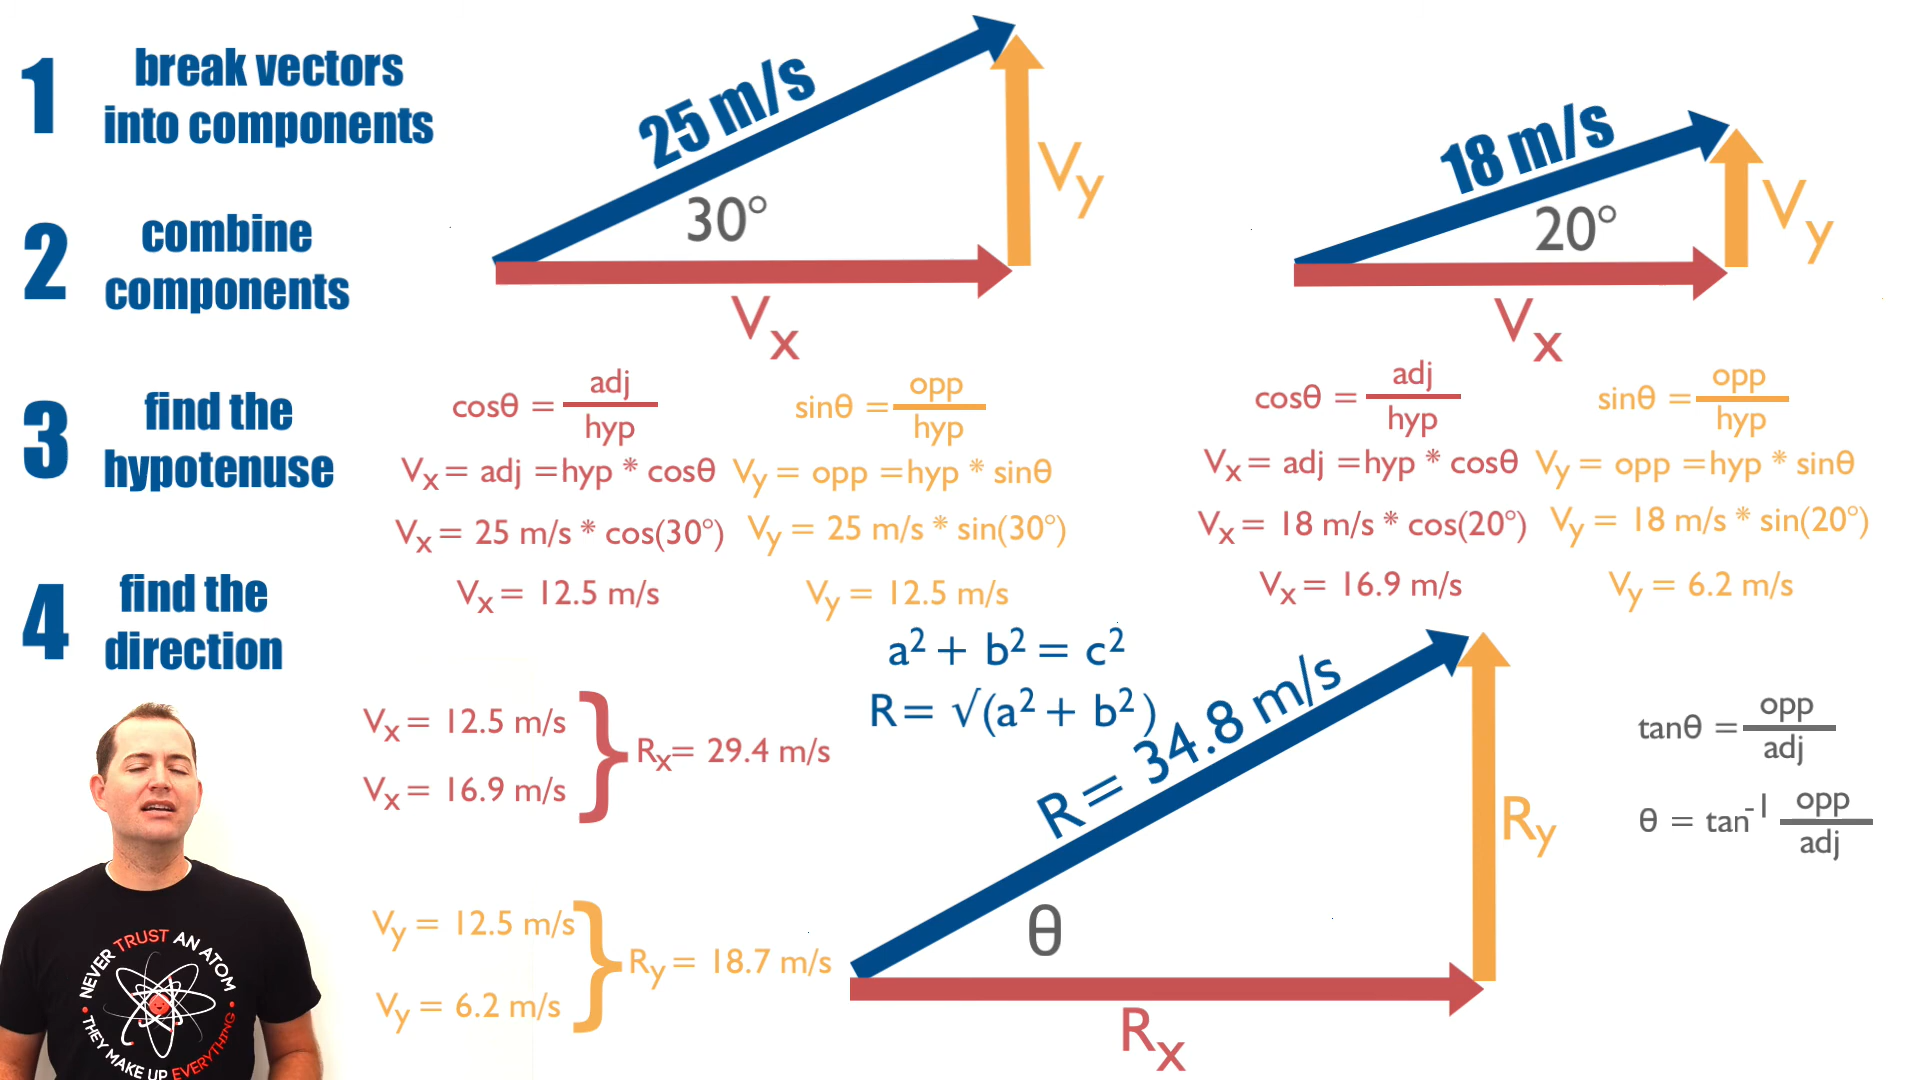 1 break vectors
into components
2 combine
components
3 find the
hypotenuse
4 find the
direction
25 m/s
30°
Vy
Vx
cosθ = adj
hyp
sinθ = opp
hyp
Vx = adj =hyp * cosθ
Vy = opp =hyp * sinθ
Vx = 25 m/s * cos(30°)
Vy = 25 m/s * sin(30°)
Vx = 12.5 m/s
Vy = 12.5 m/s
18 m/s
20°
Vy
Vx
cosθ = adj
hyp
sinθ = opp
hyp
Vx = adj =hyp * cosθ
Vy = opp =hyp * sinθ
Vx = 18 m/s * cos(20°)
Vy = 18 m/s * sin(20°)
Vx = 16.9 m/s
Vy = 6.2 m/s
Vx = 12.5 m/s
Vx = 16.9 m/s
} Rx= 29.4 m/s
Vy = 12.5 m/s
Vy = 6.2 m/s
} Ry = 18.7 m/s
a² + b² = c²
R= √(a² + b² )
R = 34.8 m/s
θ
Ry
Rx
tanθ = opp
adj
θ = tan⁻¹ opp
adj
• NEVER TRUST AN ATOM •
THEY MAKE UP EVERYTHING